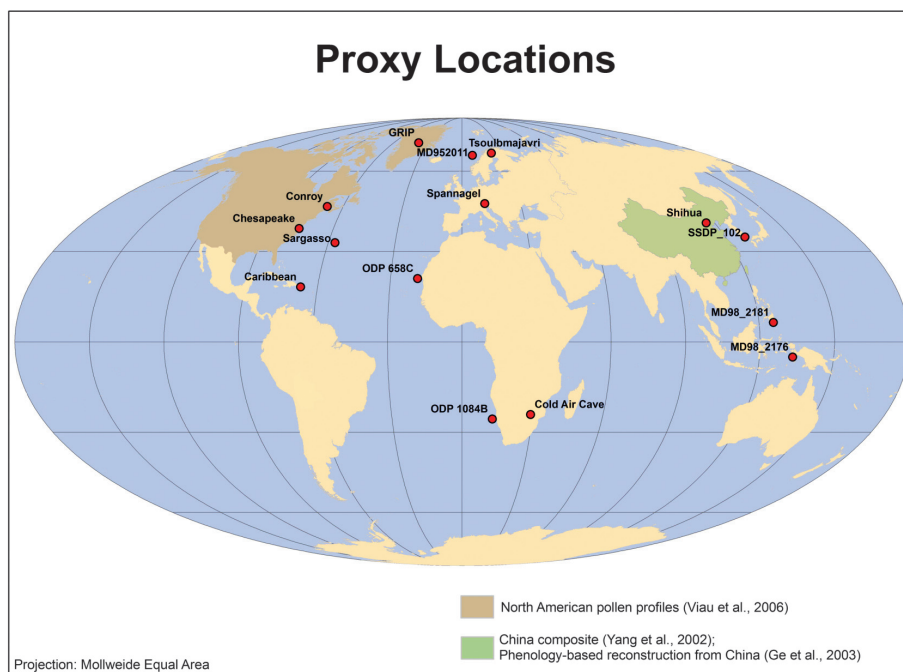 Proxy Locations
GRIP
Tsoulbmajavri
MD952011
Conroy
Spannagel
Chesapeake
Shihua
Sargasso
SSDP_102
Caribbean
ODP 658C
MD98_2181
MD98_2176
ODP 1084B
Cold Air Cave
North American pollen profiles (Viau et al., 2006)
China composite (Yang et al., 2002);
Phenology-based reconstruction from China (Ge et al., 2003)
Projection: Mollweide Equal Area